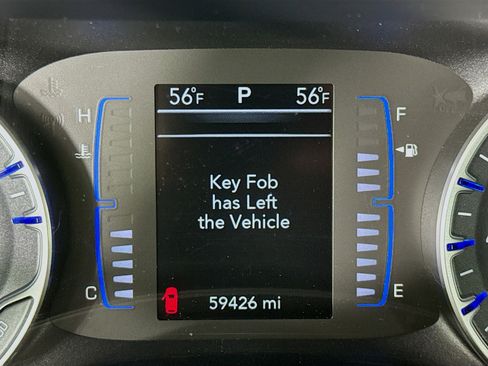 56°F P 56°F
H
F
Key Fob
has Left
the Vehicle
C
E
59426 mi